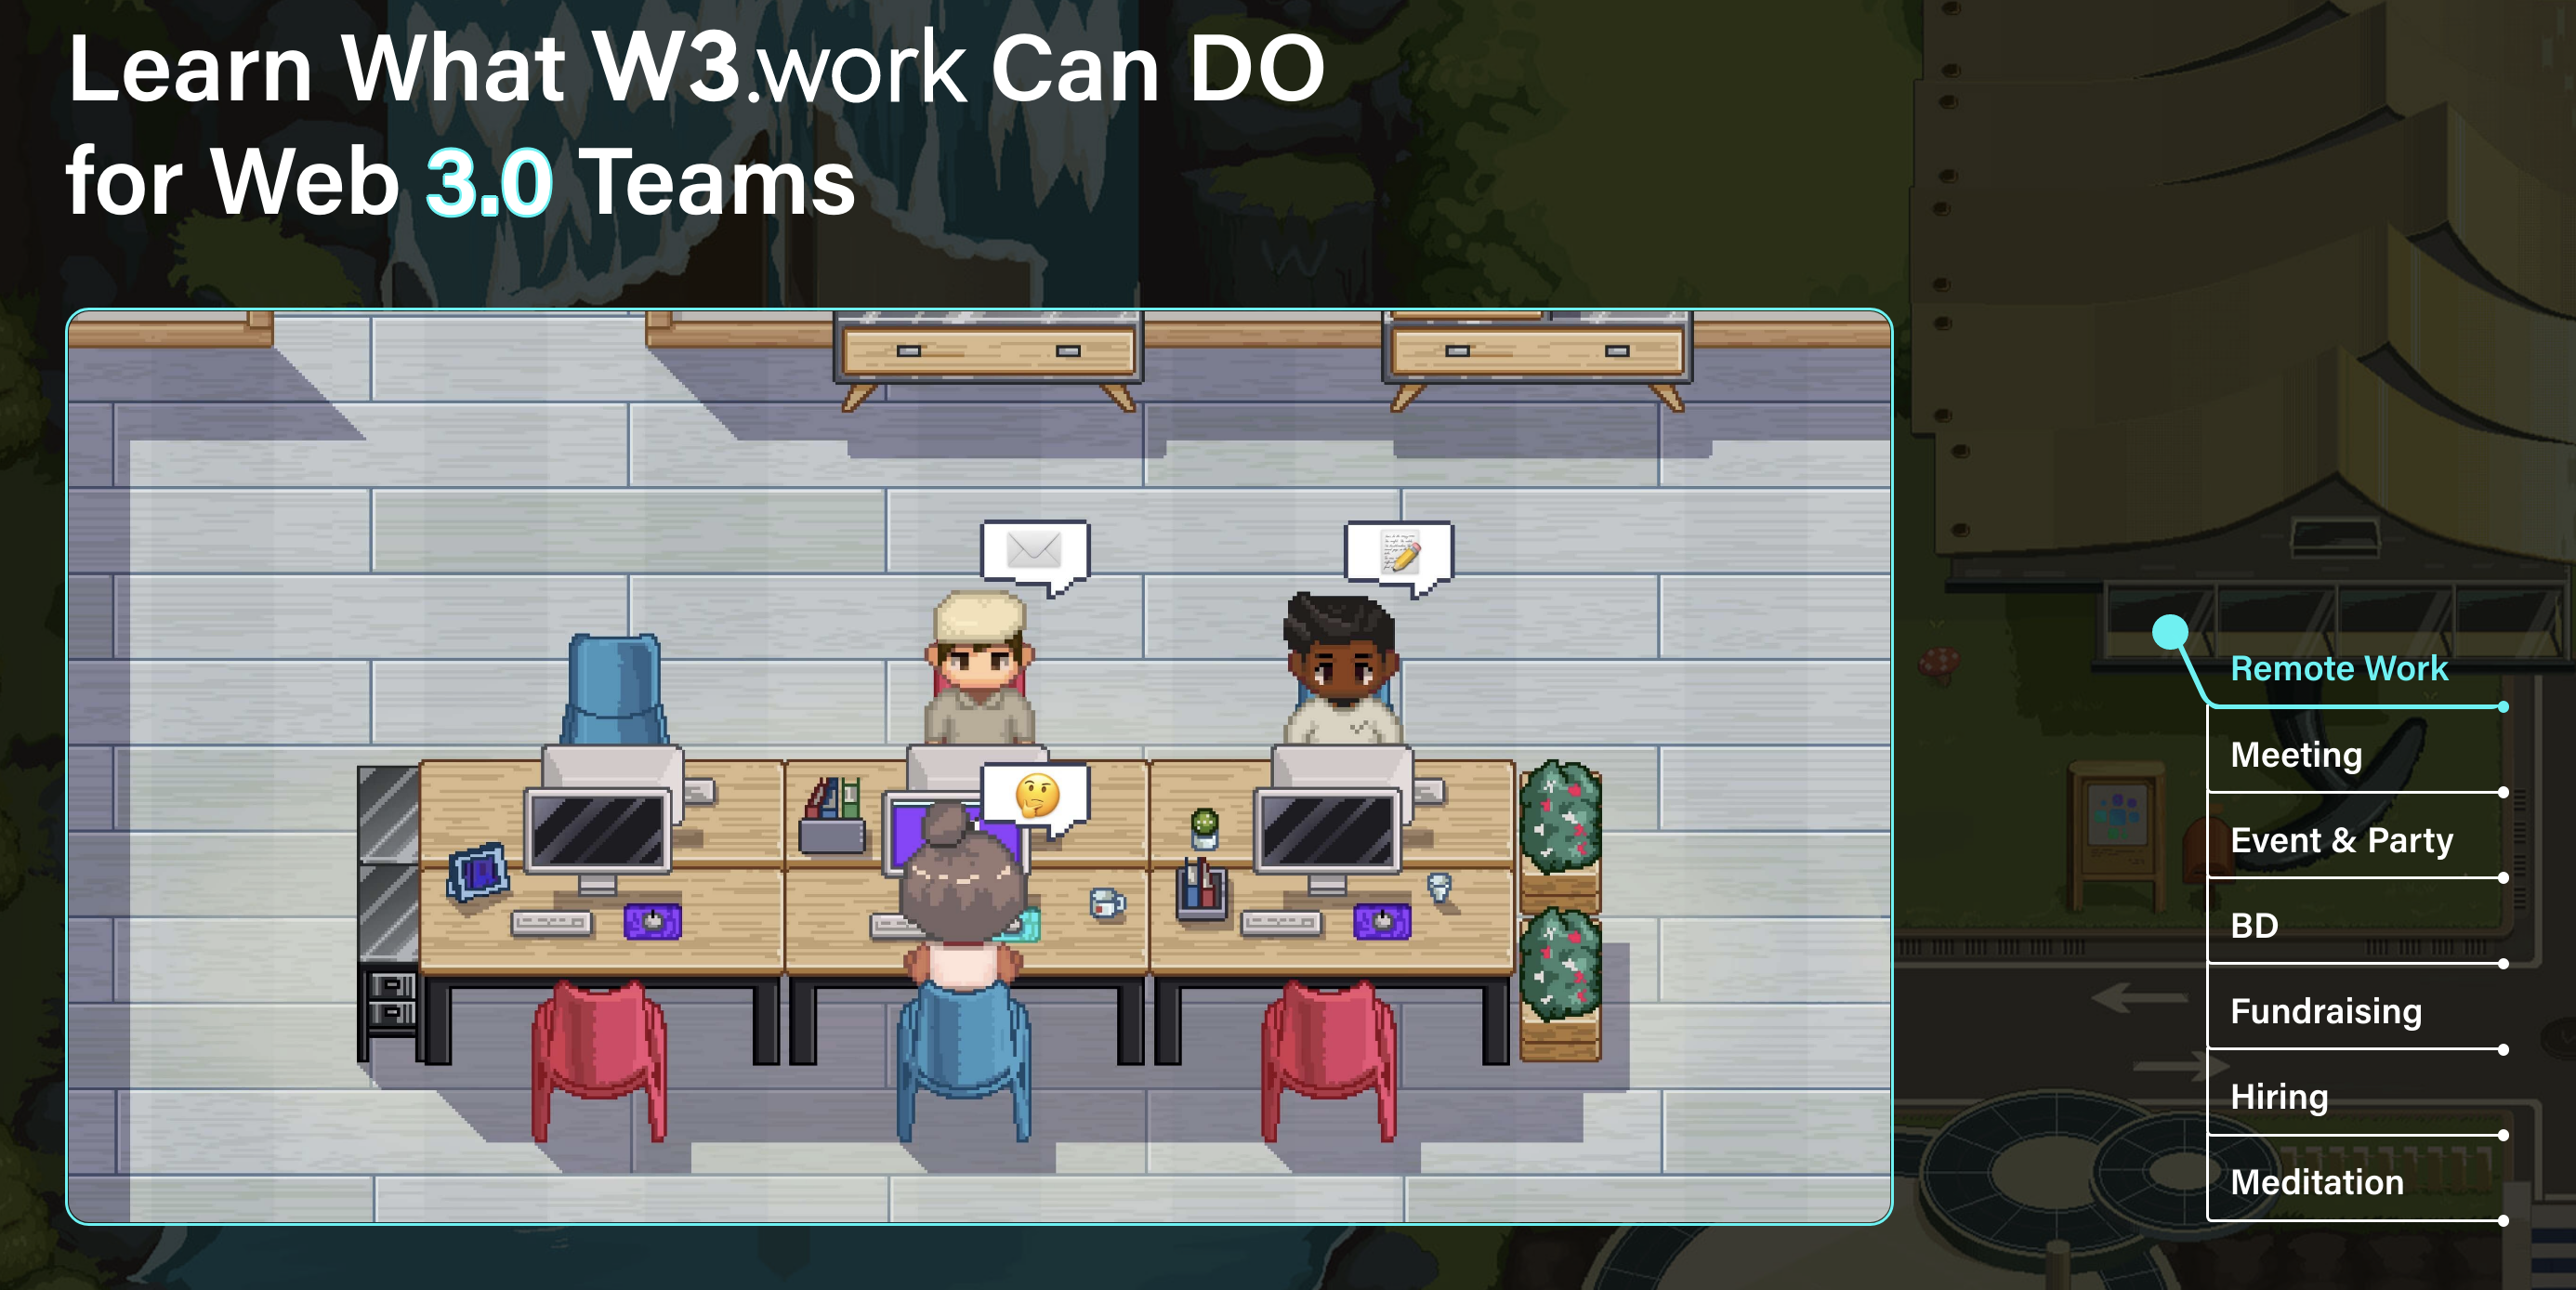 Learn What W3.work Can DO
for Web 3.0 Teams
Remote Work
Meeting
Event & Party
BD
Fundraising
Hiring
Meditation